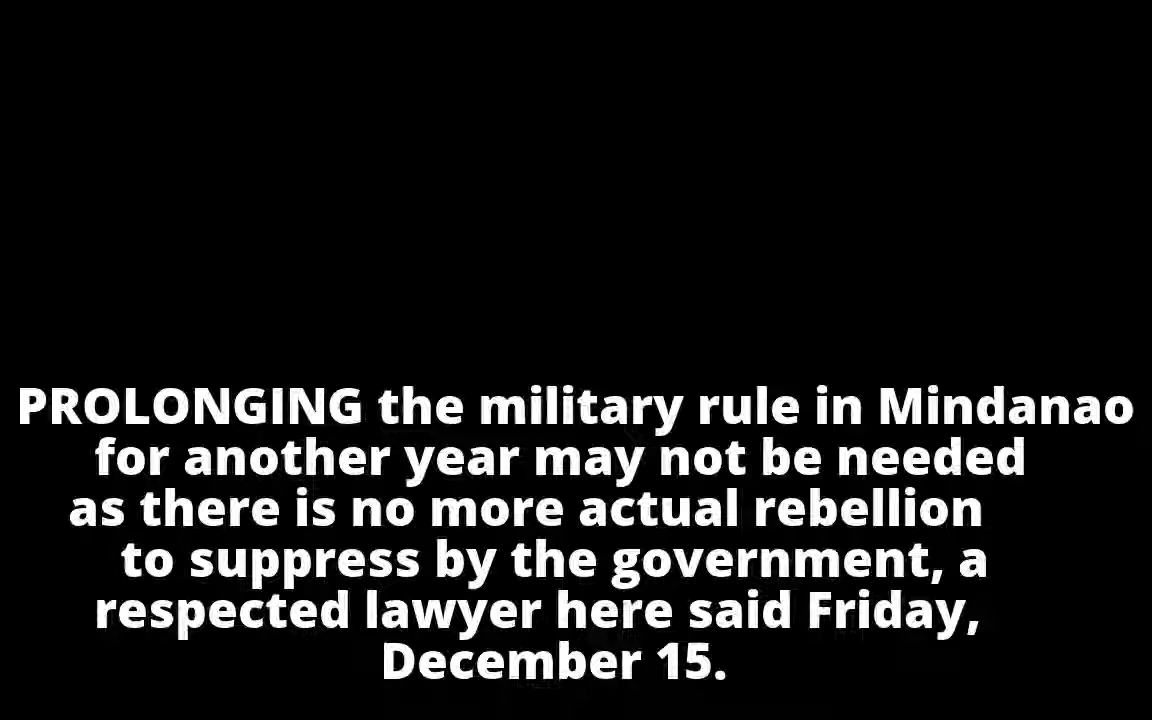 PROLONGING the military rule in Mindanao
for another year may not be needed
as there is no more actual rebellion
to suppress by the government, a
respected lawyer here said Friday,
December 15.